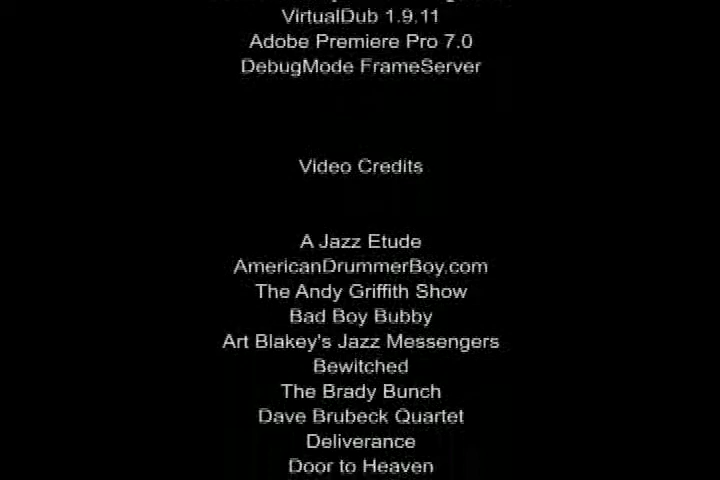 VirtualDub 1.9.11
Adobe Premiere Pro 7.0
DebugMode FrameServer
Video Credits
A Jazz Etude
AmericanDrummerBoy.com
The Andy Griffith Show
Bad Boy Bubby
Art Blakey's Jazz Messengers
Bewitched
The Brady Bunch
Dave Brubeck Quartet
Deliverance
Door to Heaven